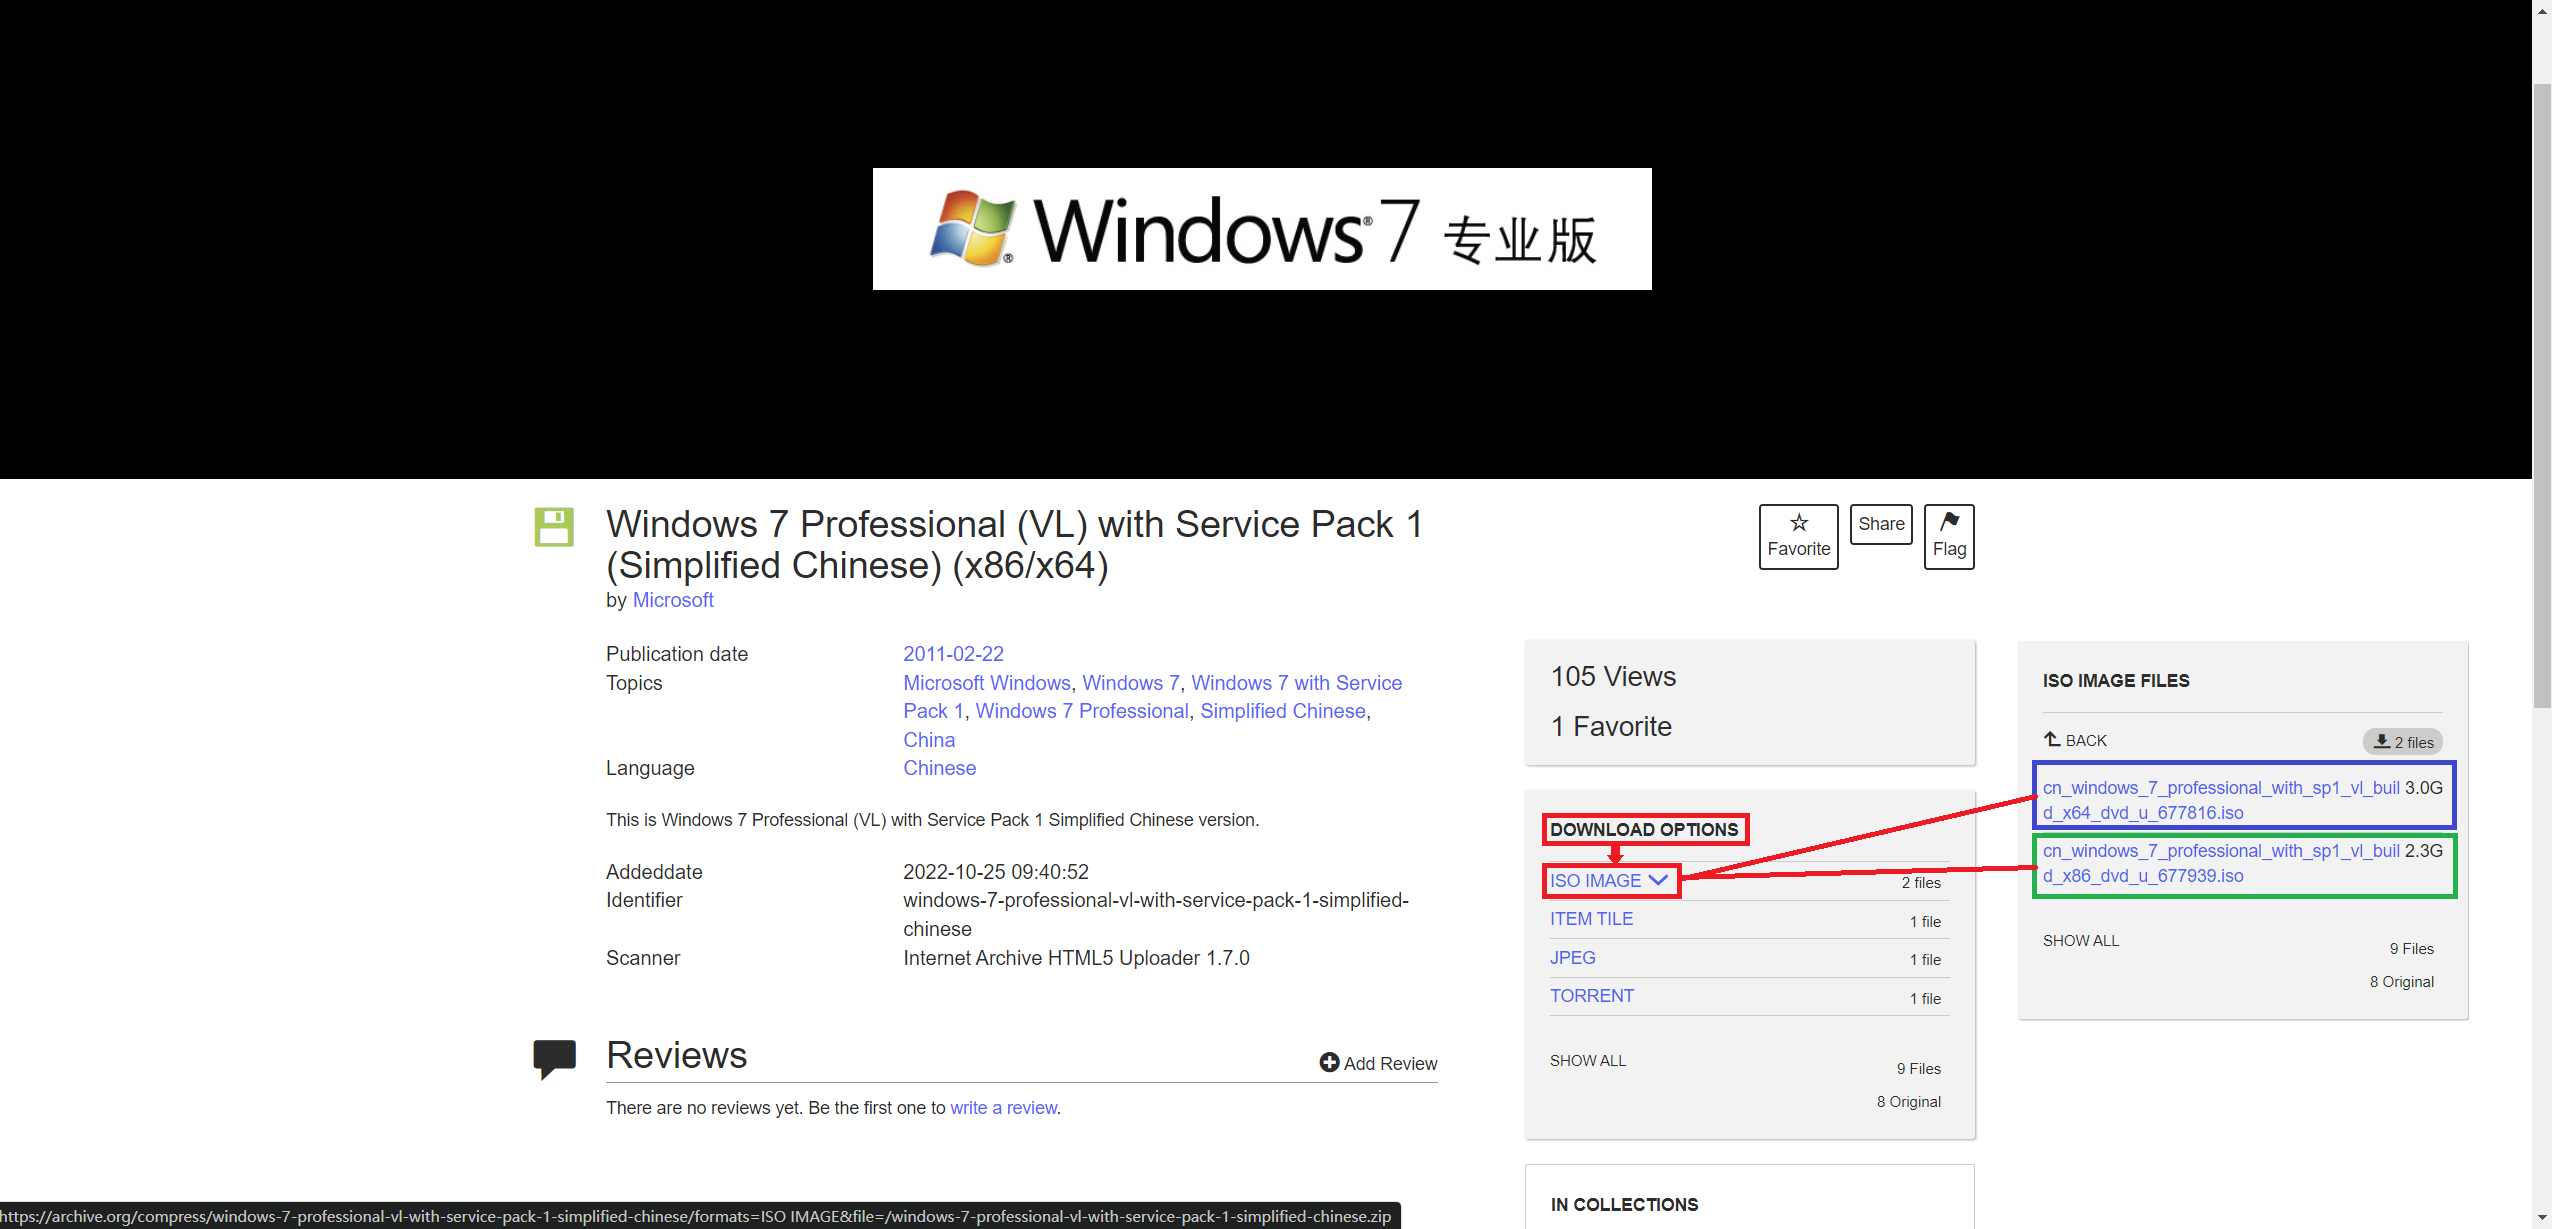 Windows® 7 专业版
Windows 7 Professional (VL) with Service Pack 1
(Simplified Chinese) (x86/x64)
by Microsoft
Favorite
Share
Flag
Publication date 2011-02-22
Topics Microsoft Windows, Windows 7, Windows 7 with Service
Pack 1, Windows 7 Professional, Simplified Chinese,
China
Language Chinese
This is Windows 7 Professional (VL) with Service Pack 1 Simplified Chinese version.
Addeddate 2022-10-25 09:40:52
Identifier windows-7-professional-vl-with-service-pack-1-simplified-
chinese
Scanner Internet Archive HTML5 Uploader 1.7.0
Reviews
Add Review
There are no reviews yet. Be the first one to write a review.
105 Views
1 Favorite
DOWNLOAD OPTIONS
ISO IMAGE 2 files
ITEM TILE 1 file
JPEG 1 file
TORRENT 1 file
SHOW ALL
9 Files
8 Original
IN COLLECTIONS
ISO IMAGE FILES
BACK 2 files
cn_windows_7_professional_with_sp1_vl_buil 3.0G
d_x64_dvd_u_677816.iso
cn_windows_7_professional_with_sp1_vl_buil 2.3G
d_x86_dvd_u_677939.iso
SHOW ALL
9 Files
8 Original
https://archive.org/compress/windows-7-professional-vl-with-service-pack-1-simplified-chinese/formats=ISO IMAGE&file=/windows-7-professional-vl-with-service-pack-1-simplified-chinese.zip